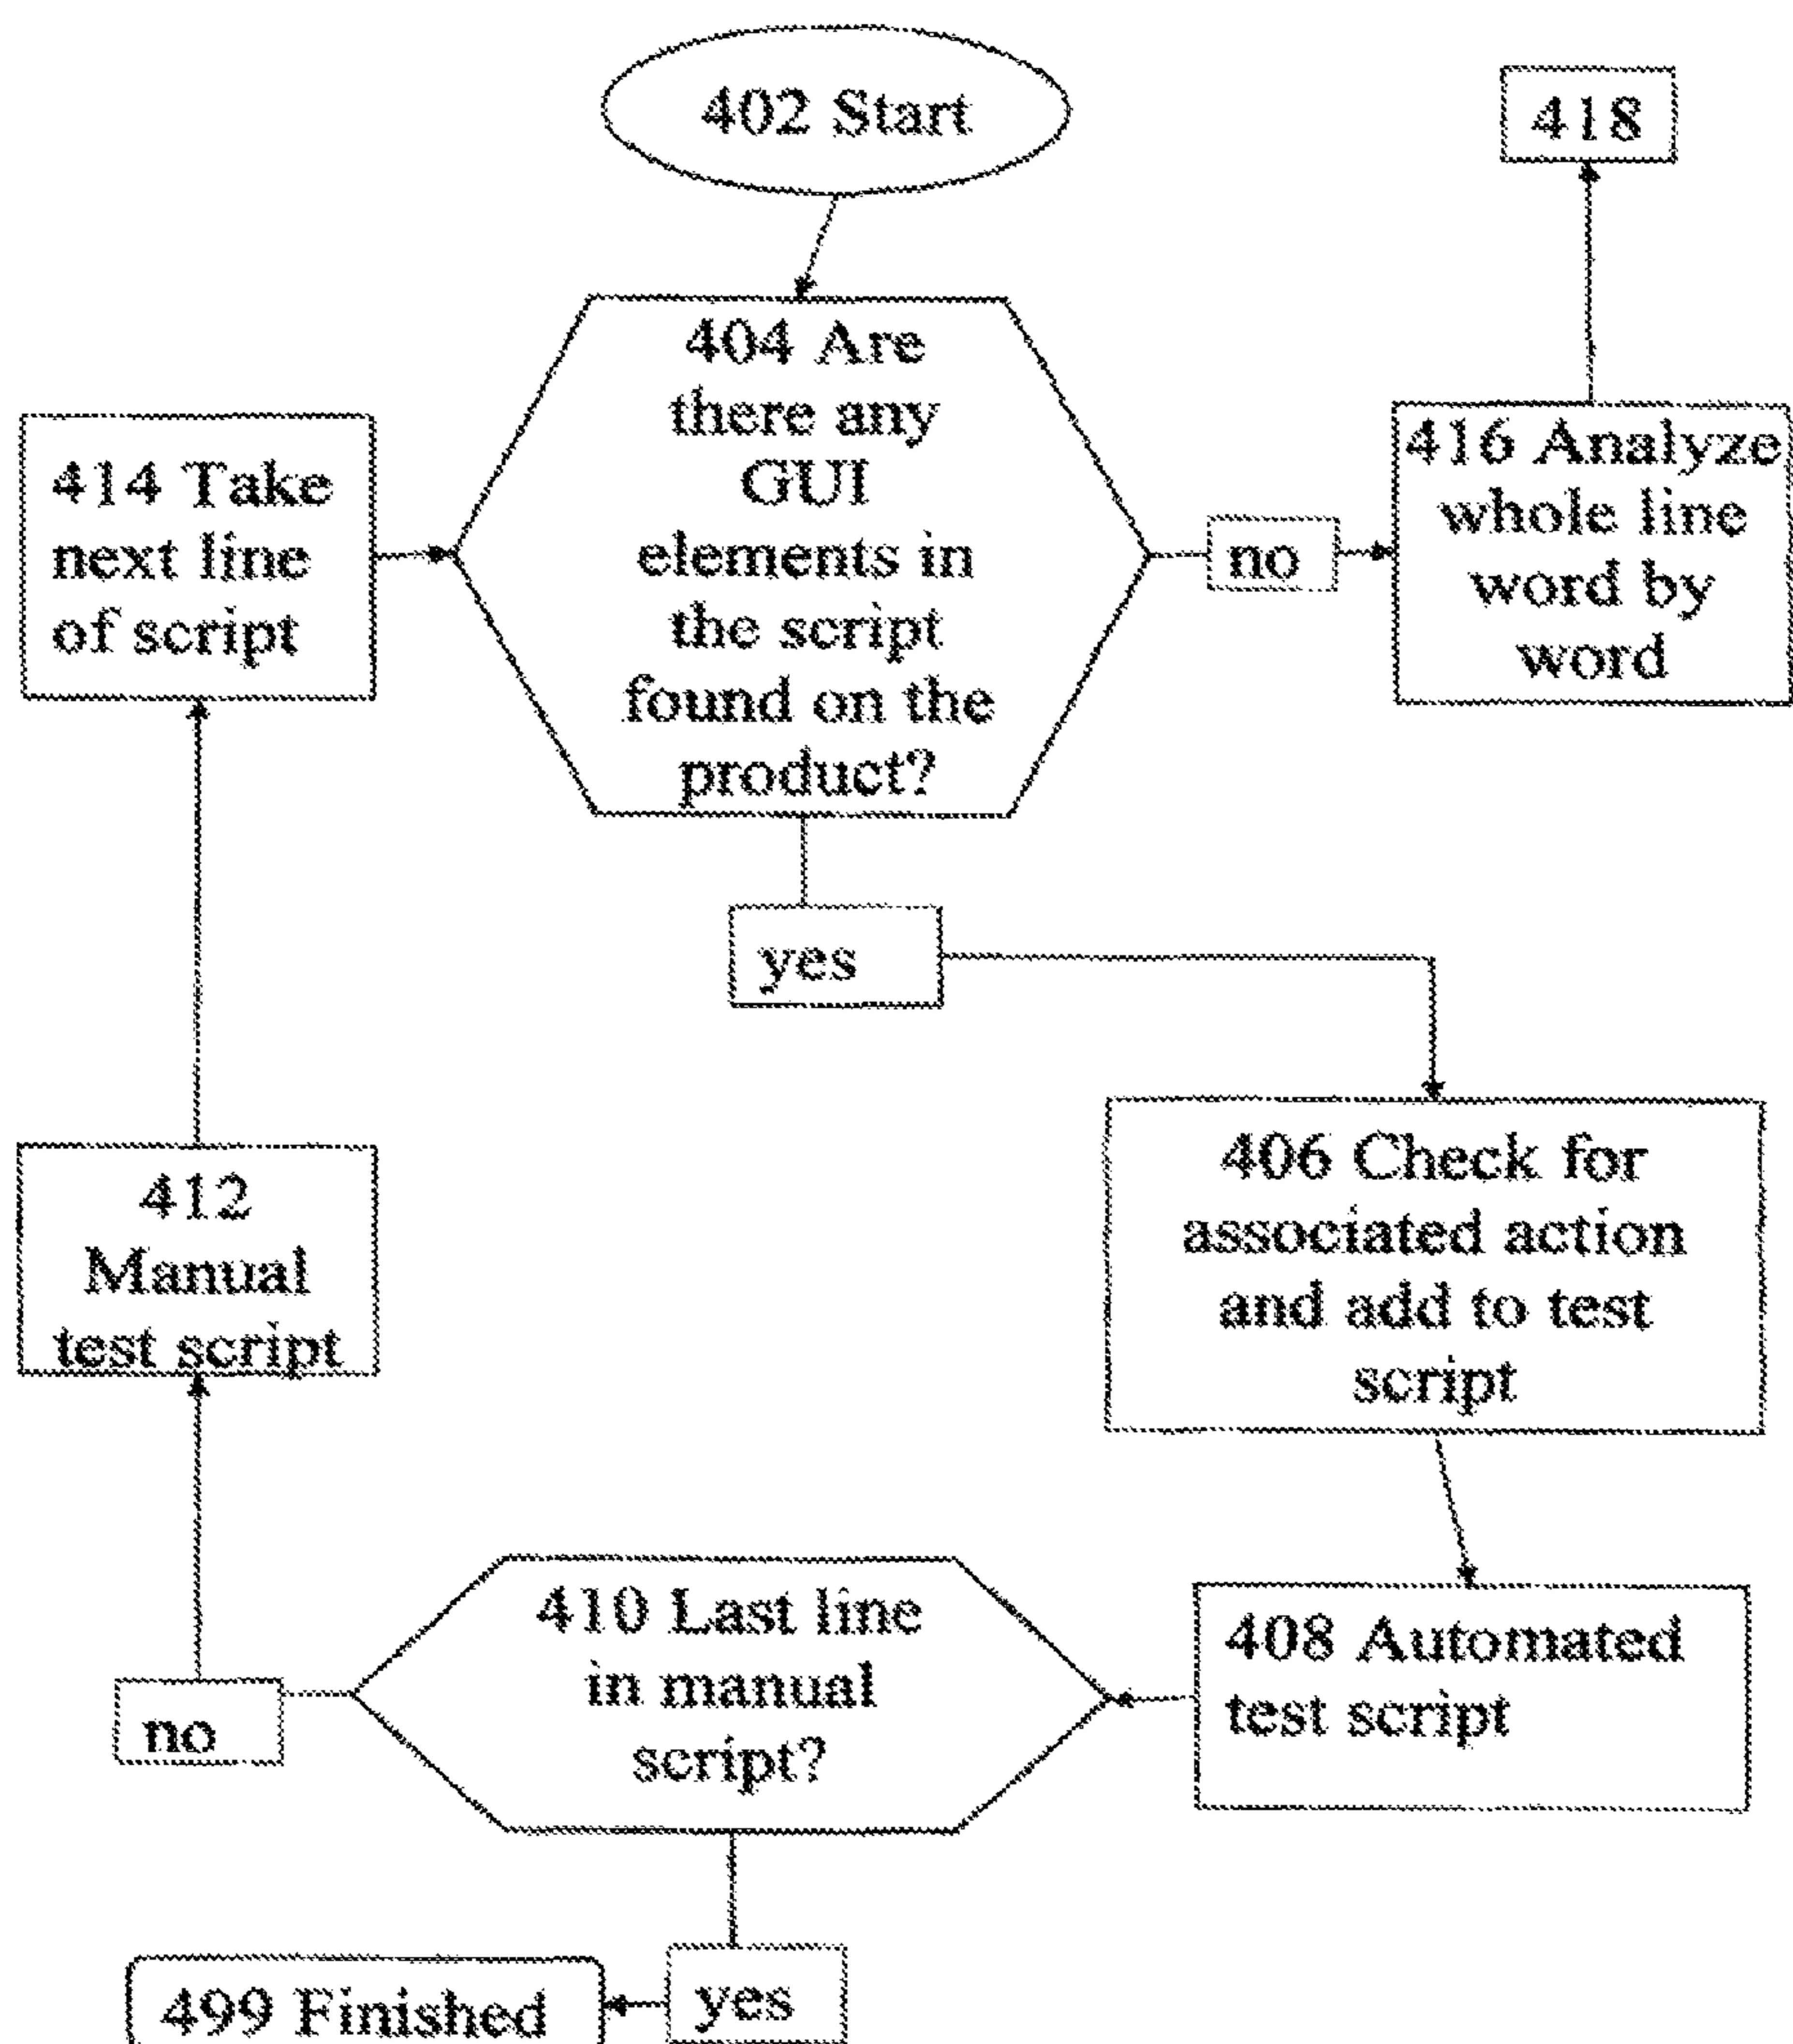 402 Start
418
404 Are
there any
GUI
elements in
the script
found on the
product?
414 Take
next line
of script
no
416 Analyze
whole line
word by
word
yes
406 Check for
associated action
and add to test
script
412
Manual
test script
408 Automated
test script
410 Last line
in manual
script?
no
yes
499 Finished